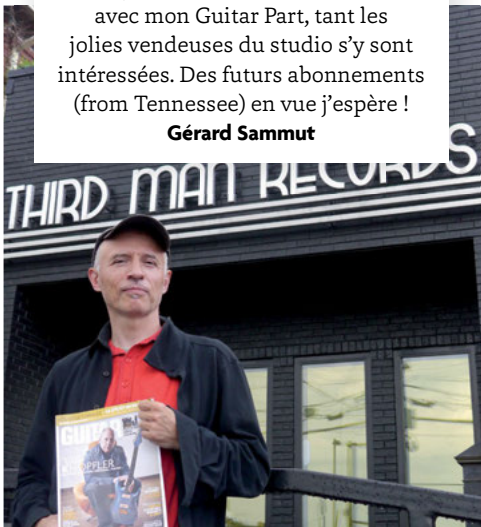 avec mon Guitar Part, tant les
jolies vendeuses du studio s’y sont
intéressées. Des futurs abonnements
(from Tennessee) en vue j’espère !
Gérard Sammut
THIRD MAN RECORDS
GUITAR